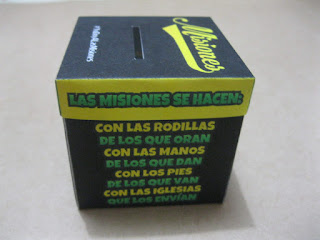 Misiones
LAS MISIONES SE HACEN:
CON LAS RODILLAS
DE LOS QUE ORAN
CON LAS MANOS
DE LOS QUE DAN
CON LOS PIES
DE LOS QUE VAN
CON LAS IGLESIAS
QUE LOS ENVÍAN